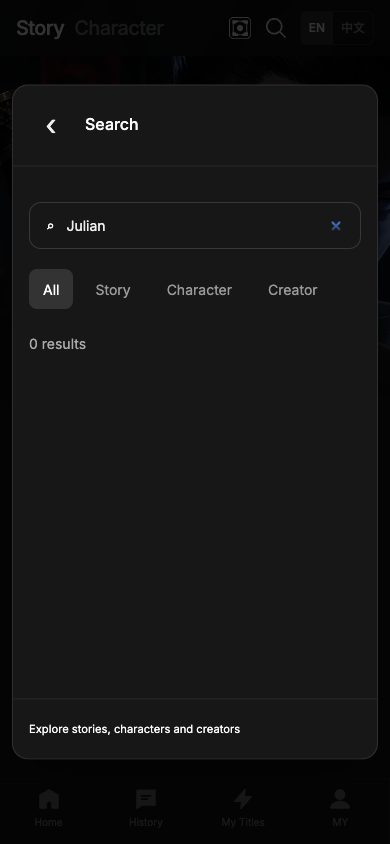 Story Character EN 中文
Search
Julian
All Story Character Creator
0 results
Explore stories, characters and creators
Home History My Titles MY